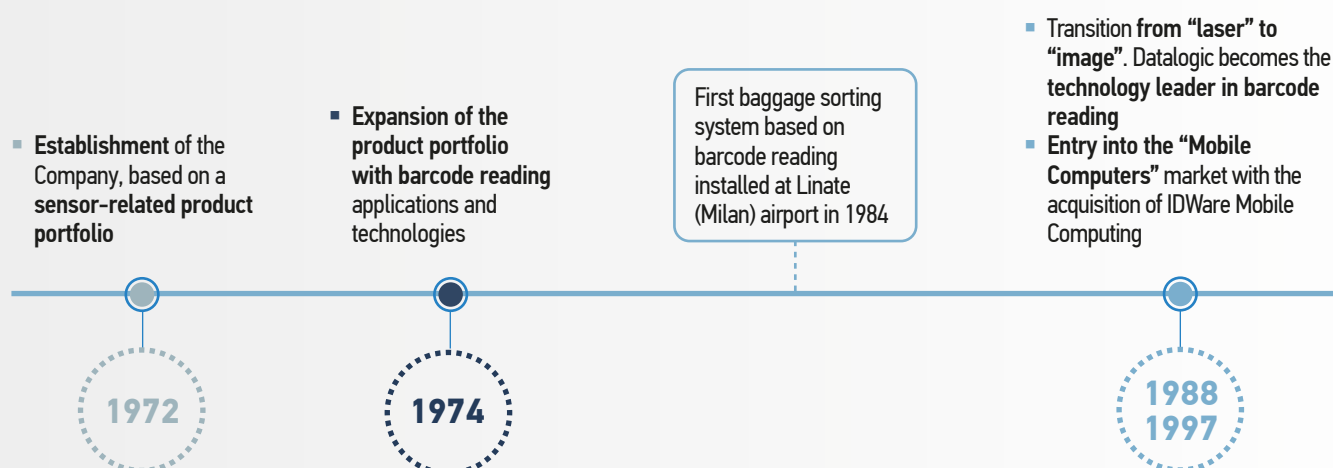 ▪ Establishment of the
Company, based on a
sensor-related product
portfolio
1972
▪ Expansion of the
product portfolio
with barcode reading
applications and
technologies
1974
First baggage sorting
system based on
barcode reading
installed at Linate
(Milan) airport in 1984
▪ Transition from “laser” to
“image”. Datalogic becomes the
technology leader in barcode
reading
▪ Entry into the “Mobile
Computers” market with the
acquisition of IDWare Mobile
Computing
1988
1997